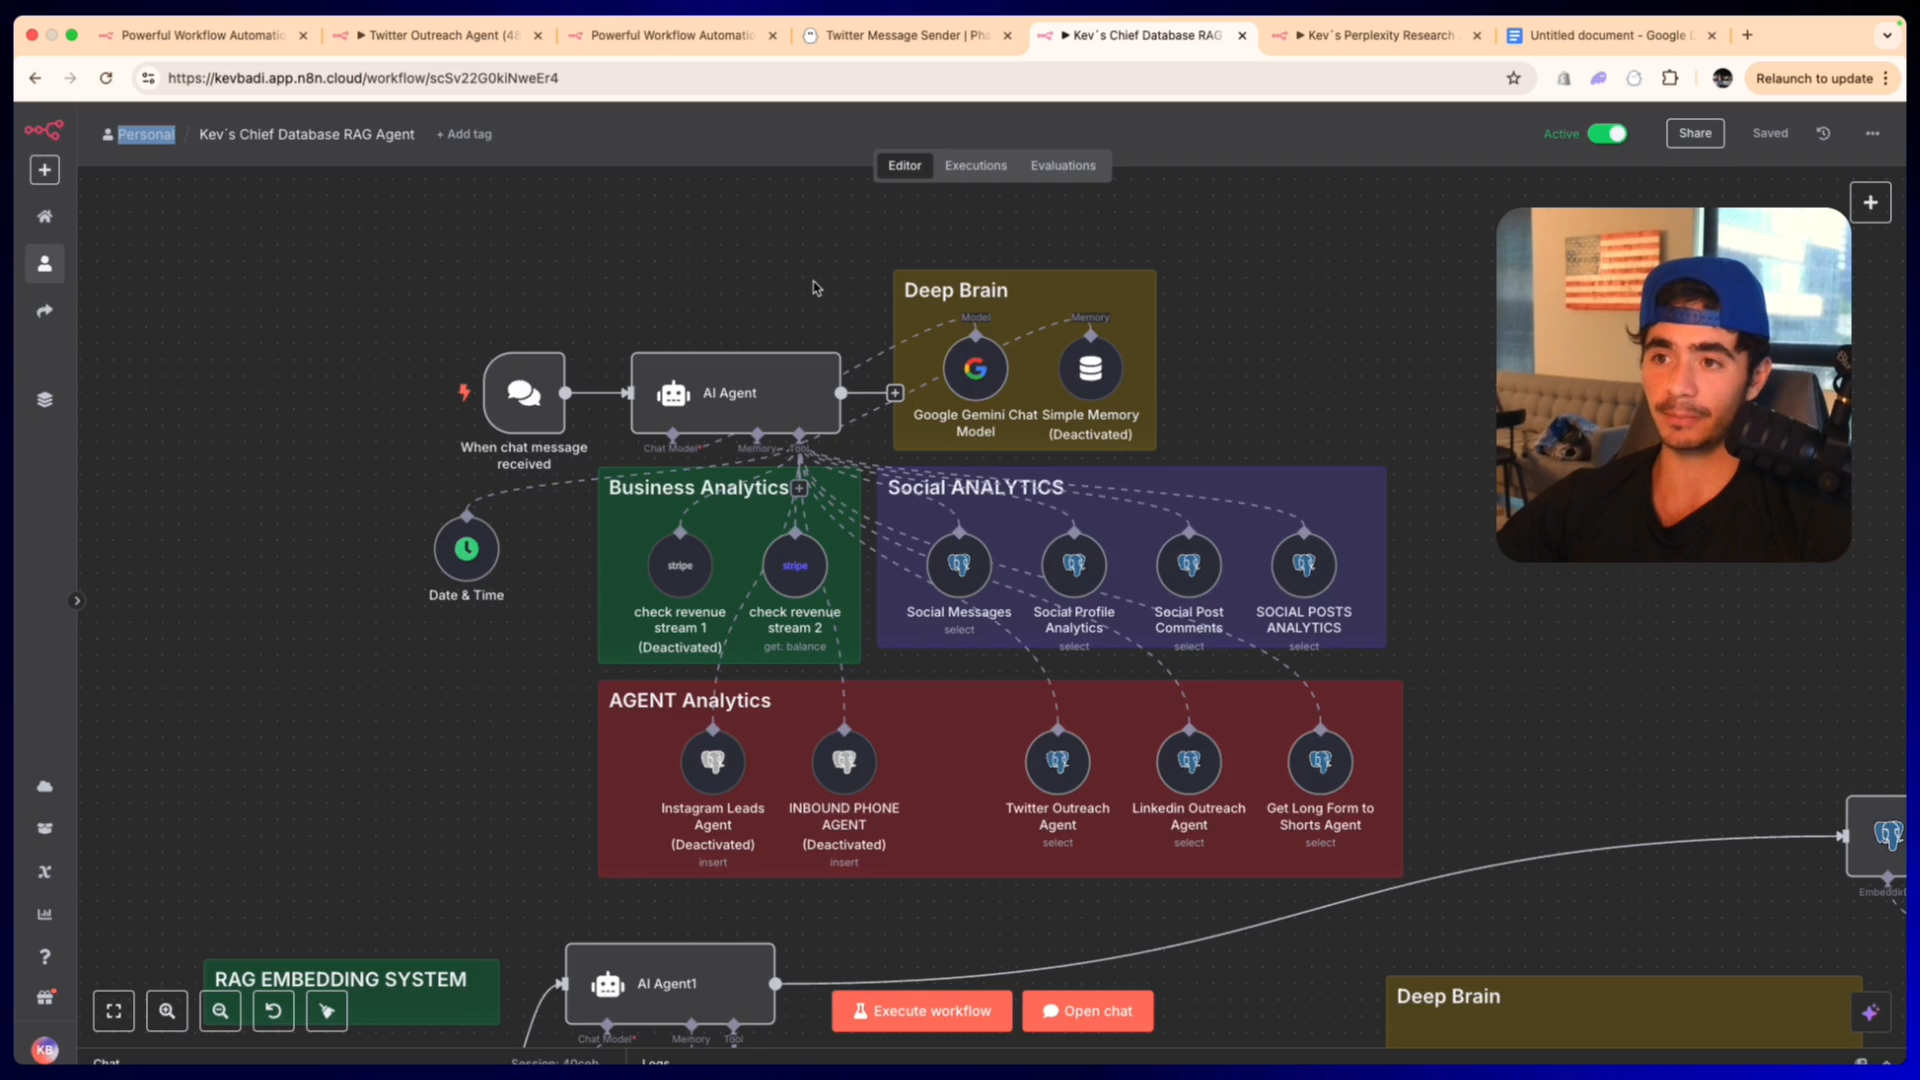 Powerful Workflow Automatio
Twitter Outreach Agent (48
Powerful Workflow Automatio
Twitter Message Sender | Pha
Kev´s Chief Database RAG
Kev´s Perplexity Research
Untitled document - Google D
https://kevbadi.app.n8n.cloud/workflow/scSv22G0kiNweEr4
Relaunch to update
Personal / Kev´s Chief Database RAG Agent + Add tag
Active
Share
Saved
Editor
Executions
Evaluations
Deep Brain
Model
Memory
Google Gemini Chat
Model
Simple Memory
(Deactivated)
AI Agent
When chat message
received
Chat Model*
Memory
Tool
Date & Time
Business Analytics
stripe
stripe
check revenue
stream 1
(Deactivated)
check revenue
stream 2
get: balance
Social ANALYTICS
Social Messages
select
Social Profile
Analytics
select
Social Post
Comments
select
SOCIAL POSTS
ANALYTICS
select
AGENT Analytics
Instagram Leads
Agent
(Deactivated)
insert
INBOUND PHONE
AGENT
(Deactivated)
insert
Twitter Outreach
Agent
select
Linkedin Outreach
Agent
select
Get Long Form to
Shorts Agent
select
RAG EMBEDDING SYSTEM
AI Agent1
Chat Model*
Memory
Tool
Execute workflow
Open chat
Deep Brain
KB
Chat
Logs